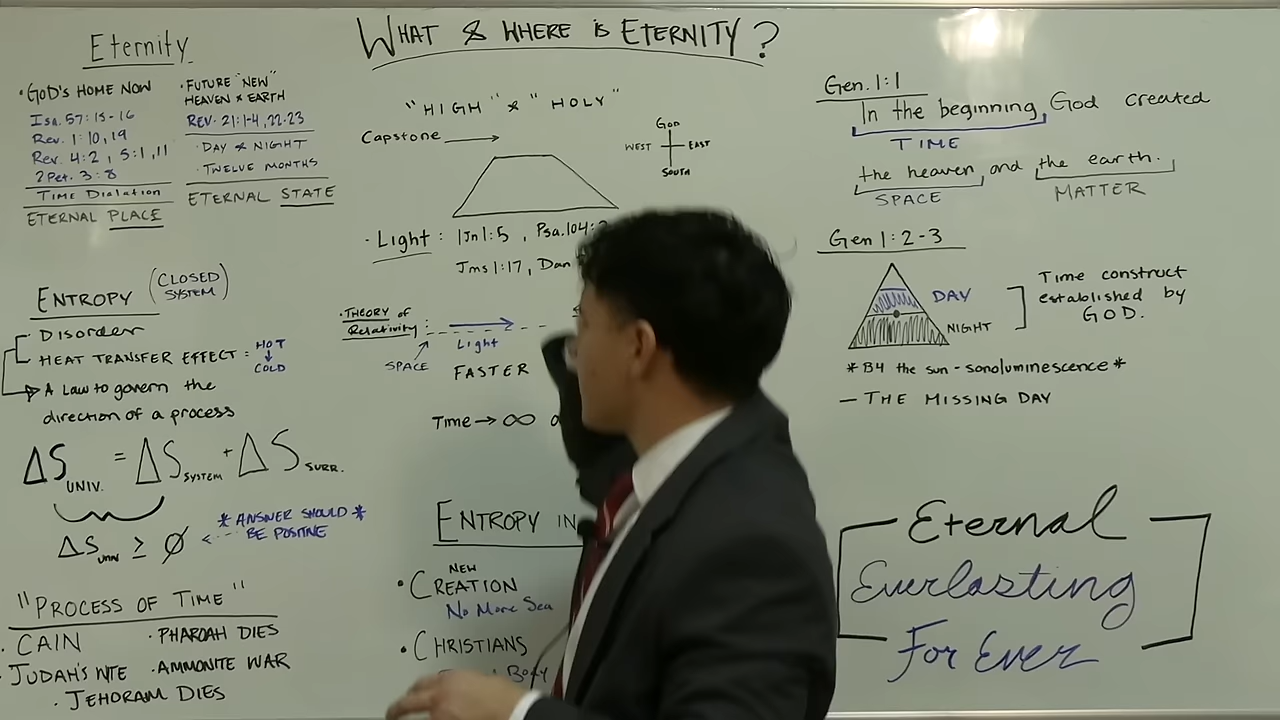 WHAT & WHERE IS ETERNITY?
Eternity
· GOD'S HOME NOW
Isa. 57:15-16
Rev. 1:10, 19
Rev. 4:2, 5:1, 11
2 Pet. 3:8
TIME DIALATION
ETERNAL PLACE
· FUTURE "NEW"
HEAVEN & EARTH
REV. 21:1-4, 22-23
· DAY & NIGHT
· TWELVE MONTHS
ETERNAL STATE
ENTROPY (CLOSED
SYSTEM)
· DISORDER
· HEAT TRANSFER EFFECT = HOT
↓
COLD
A LAW to govern the
direction of a process
ΔS UNIV. = ΔS SYSTEM + ΔS SURR.
ΔS UNIV ≥ Ø
* ANSWER SHOULD *
BE POSITIVE
"PROCESS OF TIME"
· CAIN
· PHAROAH DIES
· JUDAH'S WIFE
· AMMONITE WAR
· JEHORAM DIES
"HIGH" & "HOLY"
Capstone →
GOD
WEST
EAST
SOUTH
· Light: 1Jn 1:5, Psa. 104:
Jms 1:17, Dan
· THEORY of
Relativity:
Light
SPACE
FASTER
Time → ∞
ENTROPY IN
· NEW
CREATION
No More Sea
· CHRISTIANS
Body
Gen. 1:1
In the beginning, God created
TIME
the heaven, and the earth.
SPACE
MATTER
Gen 1:2-3
DAY
NIGHT
Time construct
established by
GOD.
* B4 the sun - sonoluminescence *
- THE MISSING DAY
Eternal
Everlasting
For Ever